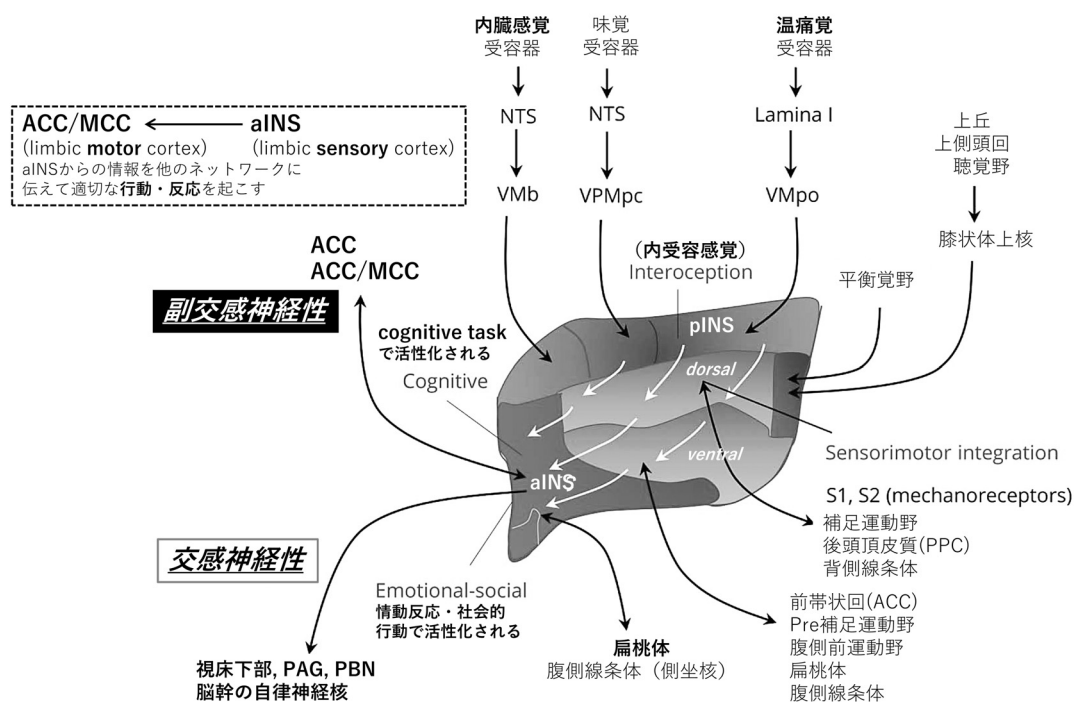 内臓感覚
受容器
NTS
VMb
味覚
受容器
NTS
VPMpc
温痛覚
受容器
Lamina I
VMpo
上丘
上側頭回
聴覚野
膝状体上核
平衡覚野
ACC/MCC aINS
(limbic motor cortex) (limbic sensory cortex)
aINSからの情報を他のネットワークに
伝えて適切な行動・反応を起こす
ACC
ACC/MCC
副交感神経性
（内受容感覚）
Interoception
cognitive task
で活性化される
Cognitive
pINS
dorsal
ventral
aINS
Sensorimotor integration
S1, S2 (mechanoreceptors)
補足運動野
後頭頂皮質(PPC)
背側線条体
交感神経性
Emotional-social
情動反応・社会的
行動で活性化される
前帯状回(ACC)
Pre補足運動野
腹側前運動野
扁桃体
腹側線条体
扁桃体
腹側線条体（側坐核）
視床下部, PAG, PBN
脳幹の自律神経核